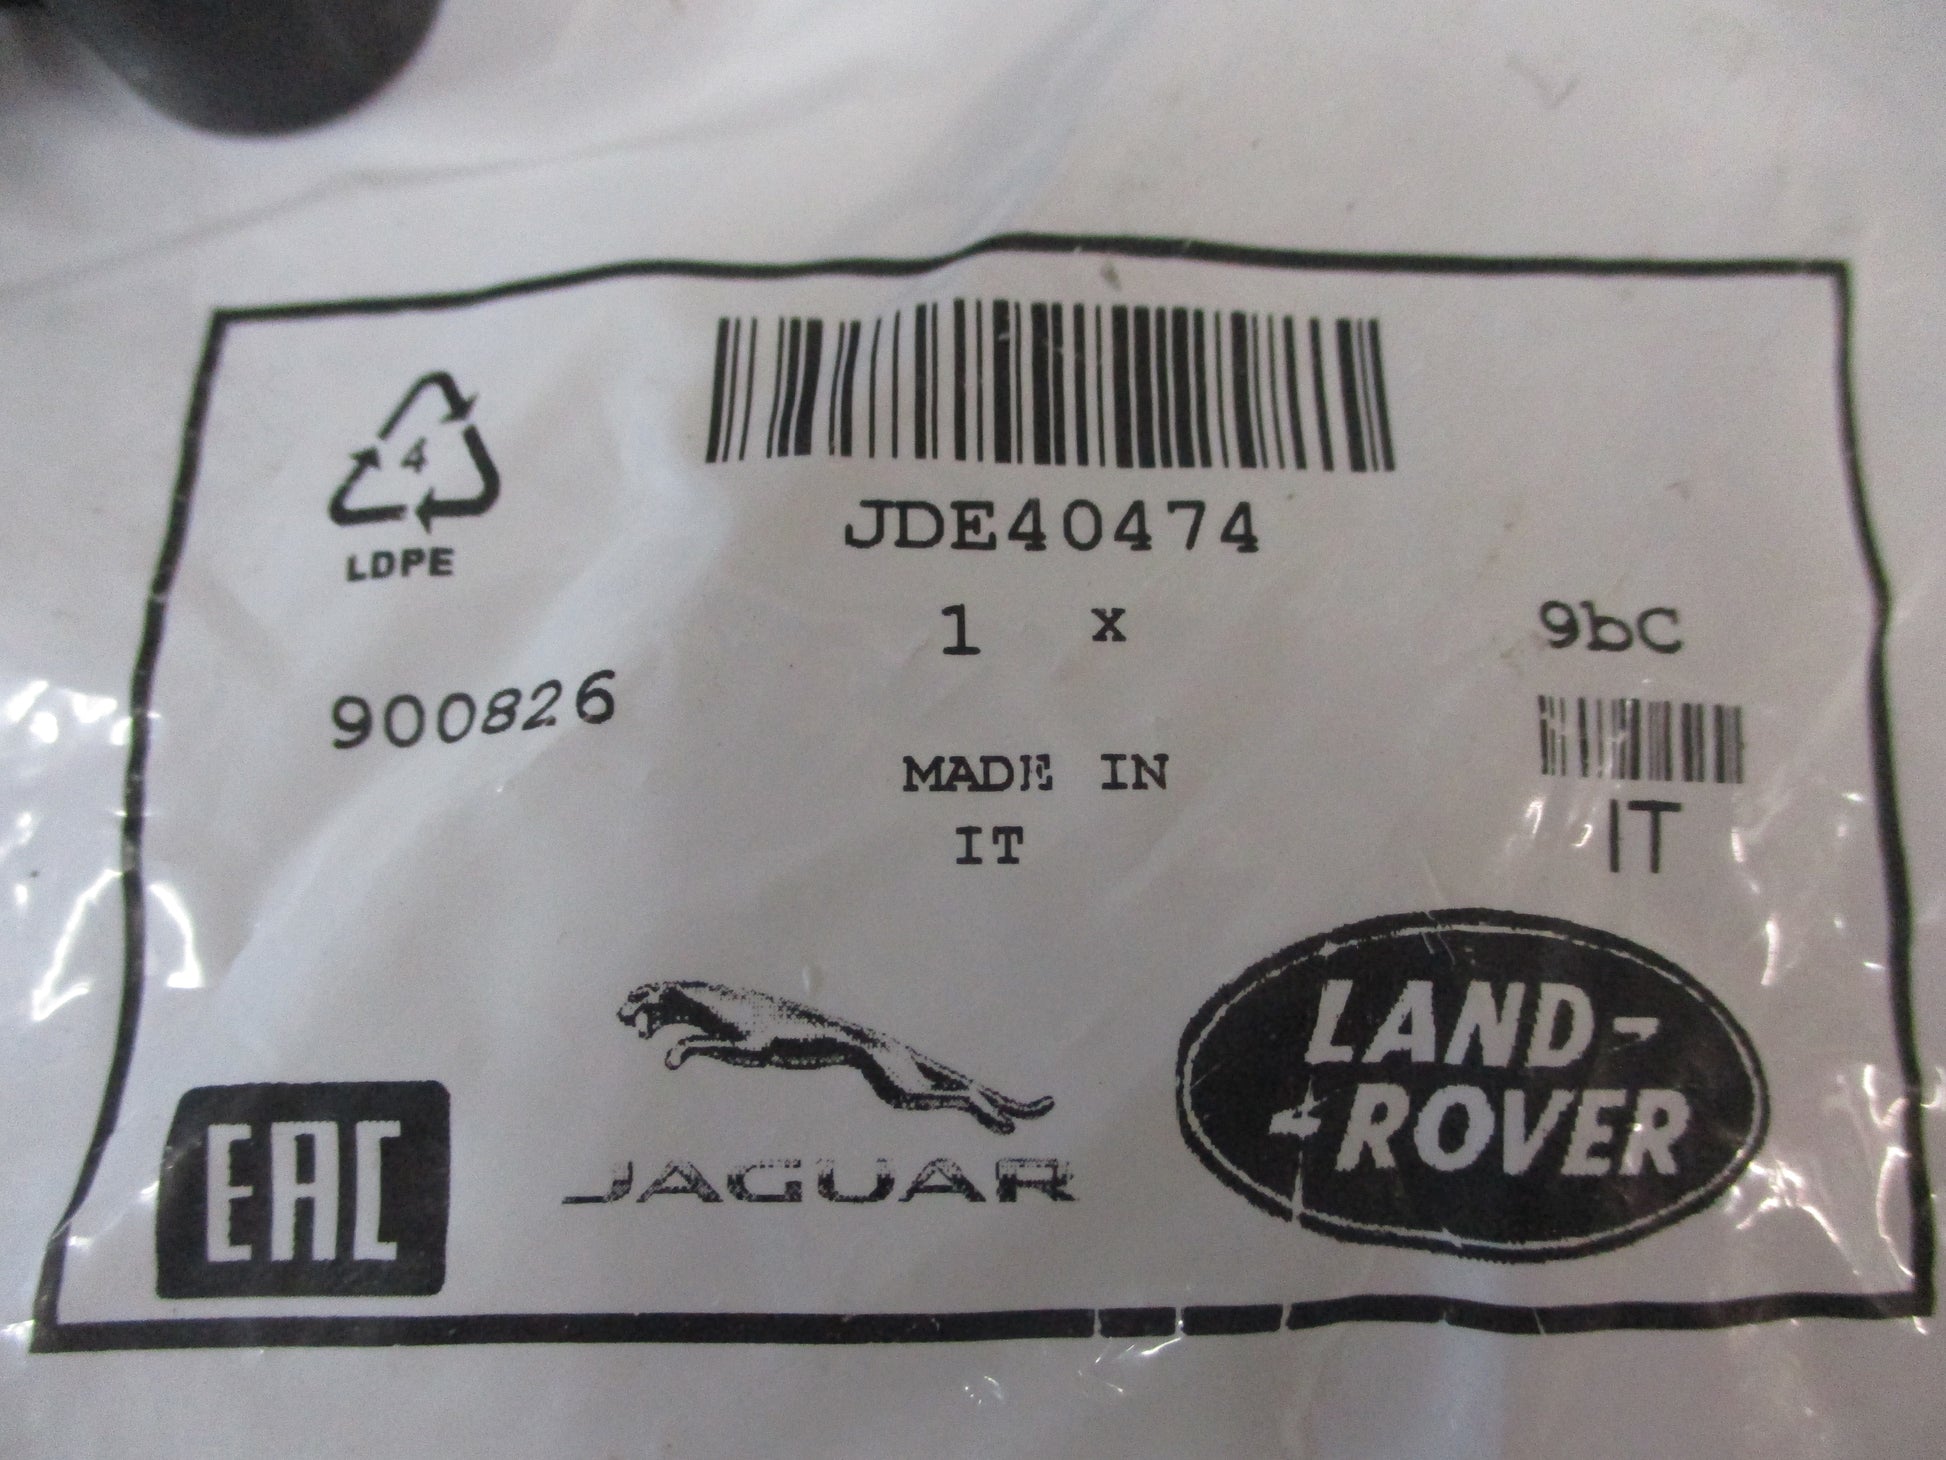 JDE40474
4
LDPE
1 x
9bC
900826
MADE IN
IT
IT
EAC
JAGUAR
LAND-
-ROVER